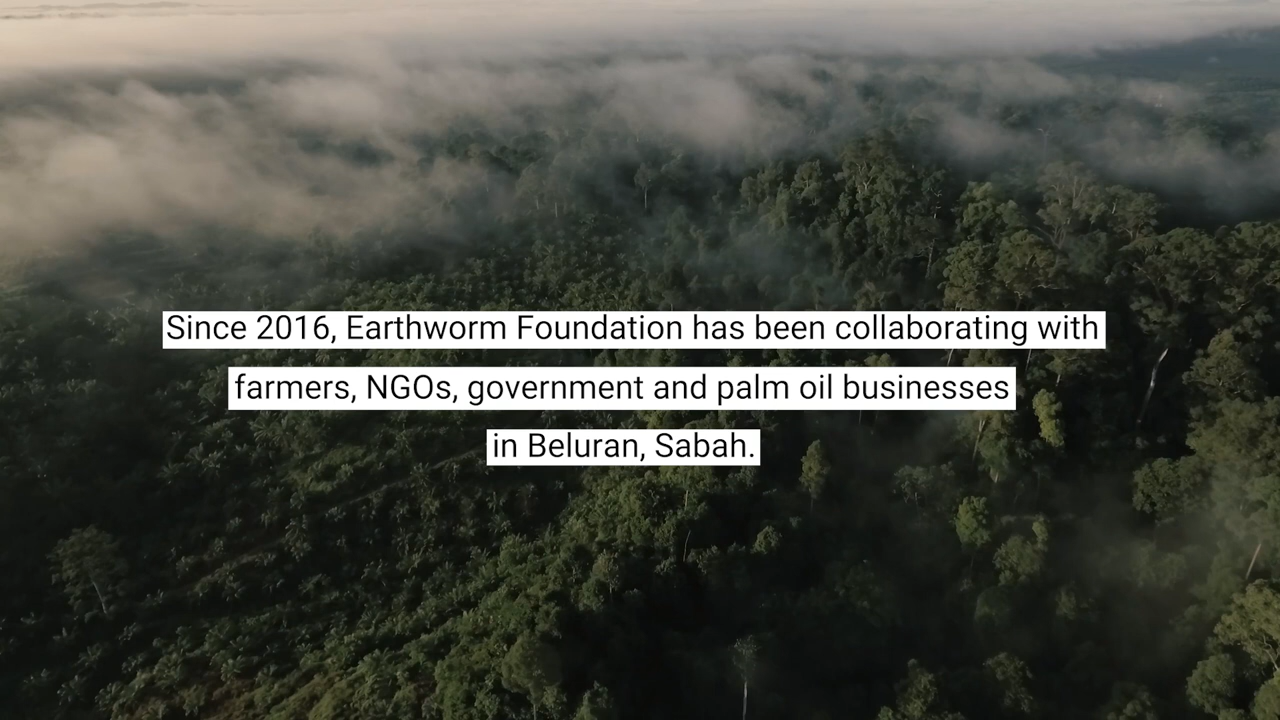 Since 2016, Earthworm Foundation has been collaborating with
farmers, NGOs, government and palm oil businesses
in Beluran, Sabah.